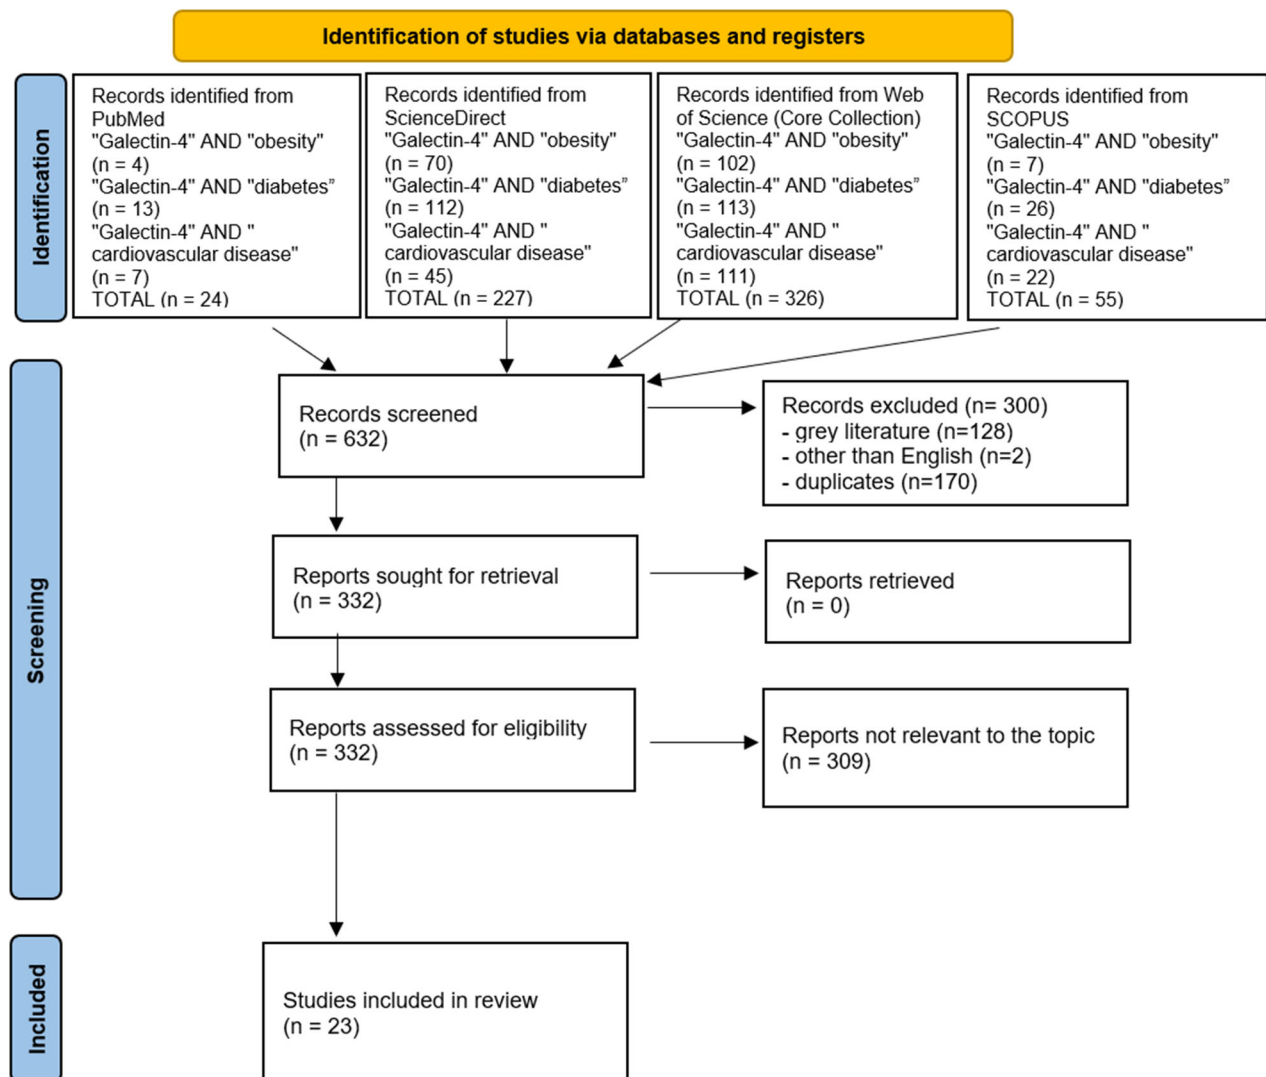 Identification of studies via databases and registers
Identification
Records identified from
PubMed
"Galectin-4" AND "obesity"
(n = 4)
"Galectin-4" AND "diabetes”
(n = 13)
"Galectin-4" AND "
cardiovascular disease"
(n = 7)
TOTAL (n = 24)
Records identified from
ScienceDirect
"Galectin-4" AND "obesity"
(n = 70)
"Galectin-4" AND "diabetes”
(n = 112)
"Galectin-4" AND "
cardiovascular disease"
(n = 45)
TOTAL (n = 227)
Records identified from Web
of Science (Core Collection)
"Galectin-4" AND "obesity"
(n = 102)
"Galectin-4" AND "diabetes”
(n = 113)
"Galectin-4" AND "
cardiovascular disease"
(n = 111)
TOTAL (n = 326)
Records identified from
SCOPUS
"Galectin-4" AND "obesity"
(n = 7)
"Galectin-4" AND "diabetes”
(n = 26)
"Galectin-4" AND "
cardiovascular disease"
(n = 22)
TOTAL (n = 55)
Screening
Records screened
(n = 632)
Records excluded (n= 300)
- grey literature (n=128)
- other than English (n=2)
- duplicates (n=170)
Reports sought for retrieval
(n = 332)
Reports retrieved
(n = 0)
Reports assessed for eligibility
(n = 332)
Reports not relevant to the topic
(n = 309)
Included
Studies included in review
(n = 23)